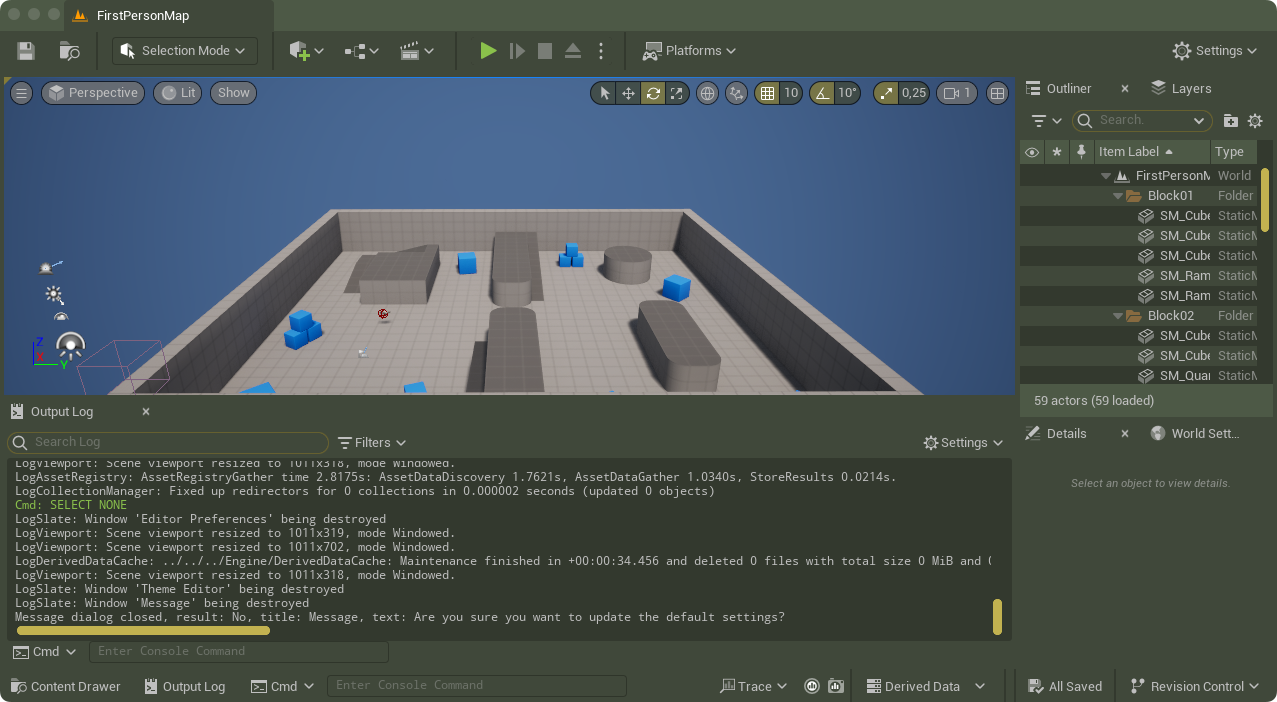 FirstPersonMap
Selection Mode
Platforms
Settings
Perspective
Lit
Show
10
10°
0,25
1
Z
X
Y
Outliner
Layers
Search.
Item Label
Type
FirstPersonM World
Block01 Folder
SM_Cube StaticM
SM_Cube StaticM
SM_Cube StaticM
SM_Ram StaticM
SM_Ram StaticM
Block02 Folder
SM_Cube StaticM
SM_Cube StaticM
SM_Quar StaticM
59 actors (59 loaded)
Details
World Sett...
Select an object to view details.
Output Log
Search Log
Filters
Settings
LogViewport: Scene viewport resized to 1011x318, mode Windowed.
LogAssetRegistry: AssetRegistryGather time 2.8175s: AssetDataDiscovery 1.7621s, AssetDataGather 1.0340s, StoreResults 0.0214s.
LogCollectionManager: Fixed up redirectors for 0 collections in 0.000002 seconds (updated 0 objects)
Cmd: SELECT NONE
LogSlate: Window 'Editor Preferences' being destroyed
LogViewport: Scene viewport resized to 1011x319, mode Windowed.
LogViewport: Scene viewport resized to 1011x702, mode Windowed.
LogDerivedDataCache: ../../../Engine/DerivedDataCache: Maintenance finished in +00:00:34.456 and deleted 0 files with total size 0 MiB and 0
LogViewport: Scene viewport resized to 1011x318, mode Windowed.
LogSlate: Window 'Theme Editor' being destroyed
LogSlate: Window 'Message' being destroyed
Message dialog closed, result: No, title: Message, text: Are you sure you want to update the default settings?
Cmd
Enter Console Command
Content Drawer
Output Log
Cmd
Enter Console Command
Trace
Derived Data
All Saved
Revision Control